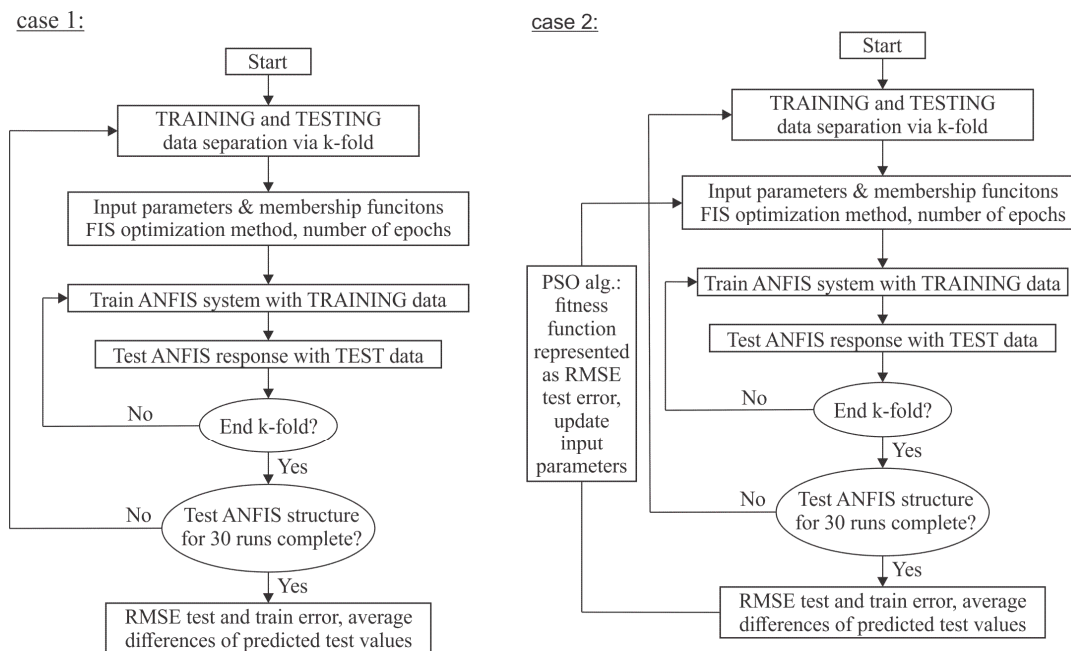 case 1:
Start
TRAINING and TESTING
data separation via k-fold
Input parameters & membership funcitons
FIS optimization method, number of epochs
Train ANFIS system with TRAINING data
Test ANFIS response with TEST data
No
End k-fold?
Yes
No
Test ANFIS structure
for 30 runs complete?
Yes
RMSE test and train error, average
differences of predicted test values
case 2:
Start
TRAINING and TESTING
data separation via k-fold
Input parameters & membership funcitons
FIS optimization method, number of epochs
PSO alg.:
fitness
function
represented
as RMSE
test error,
update
input
parameters
Train ANFIS system with TRAINING data
Test ANFIS response with TEST data
No
End k-fold?
Yes
No
Test ANFIS structure
for 30 runs complete?
Yes
RMSE test and train error, average
differences of predicted test values